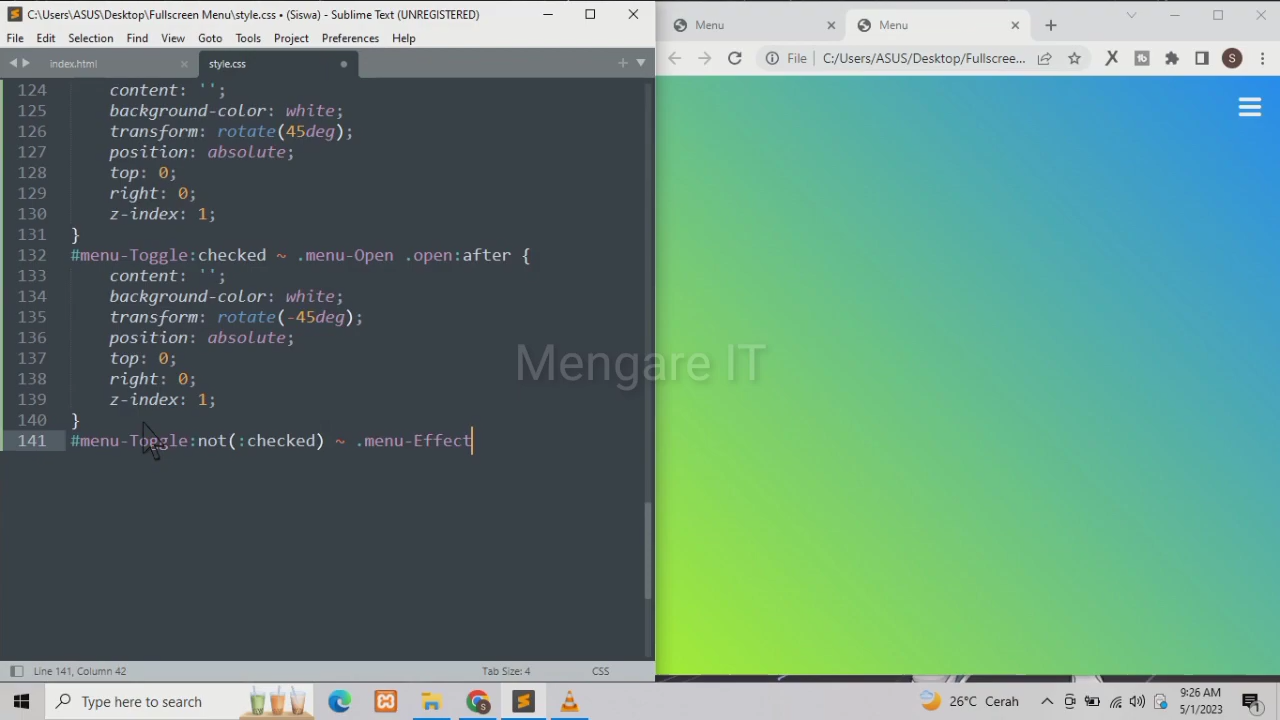 C:\Users\ASUS\Desktop\Fullscreen Menu\style.css • (Siswa) - Sublime Text (UNREGISTERED)
File Edit Selection Find View Goto Tools Project Preferences Help
index.html style.css
124 content: '';
125 background-color: white;
126 transform: rotate(45deg);
127 position: absolute;
128 top: 0;
129 right: 0;
130 z-index: 1;
131 }
132 #menu-Toggle:checked ~ .menu-Open .open:after {
133 content: '';
134 background-color: white;
135 transform: rotate(-45deg);
136 position: absolute;
137 top: 0;
138 right: 0;
139 z-index: 1;
140 }
141 #menu-Toggle:not(:checked) ~ .menu-Effect
Line 141, Column 42 Tab Size: 4 CSS
Menu Menu
File C:/Users/ASUS/Desktop/Fullscree... S
Mengare IT
Type here to search
26°C Cerah
9:26 AM
5/1/2023
1